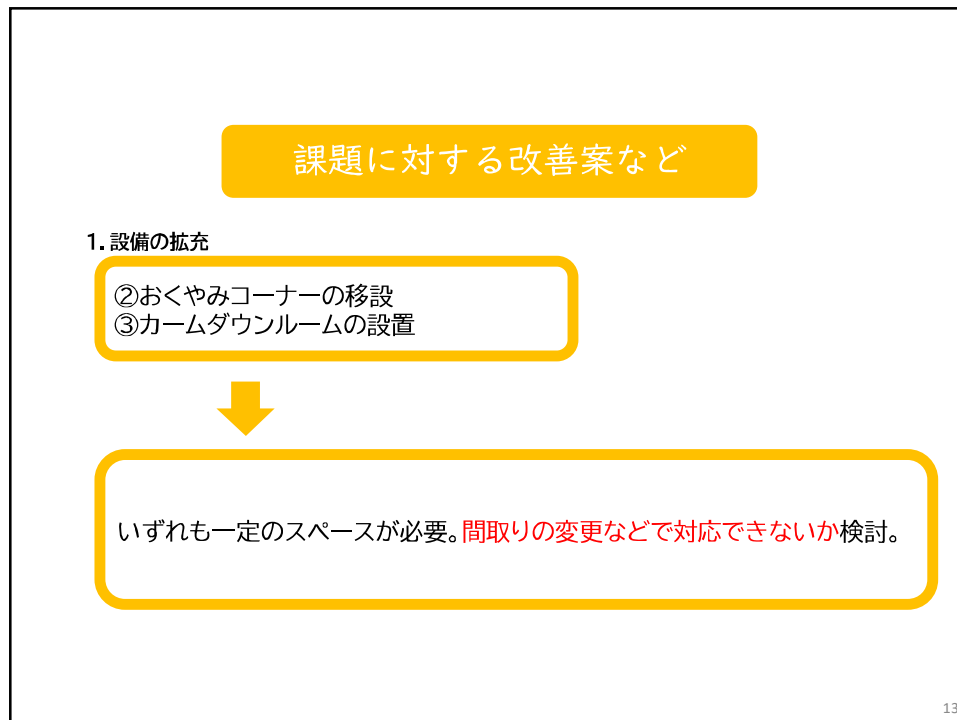 課題に対する改善案など
1.設備の拡充
②おくやみコーナーの移設
③カームダウンルームの設置
いずれも一定のスペースが必要。間取りの変更などで対応できないか検討。
13